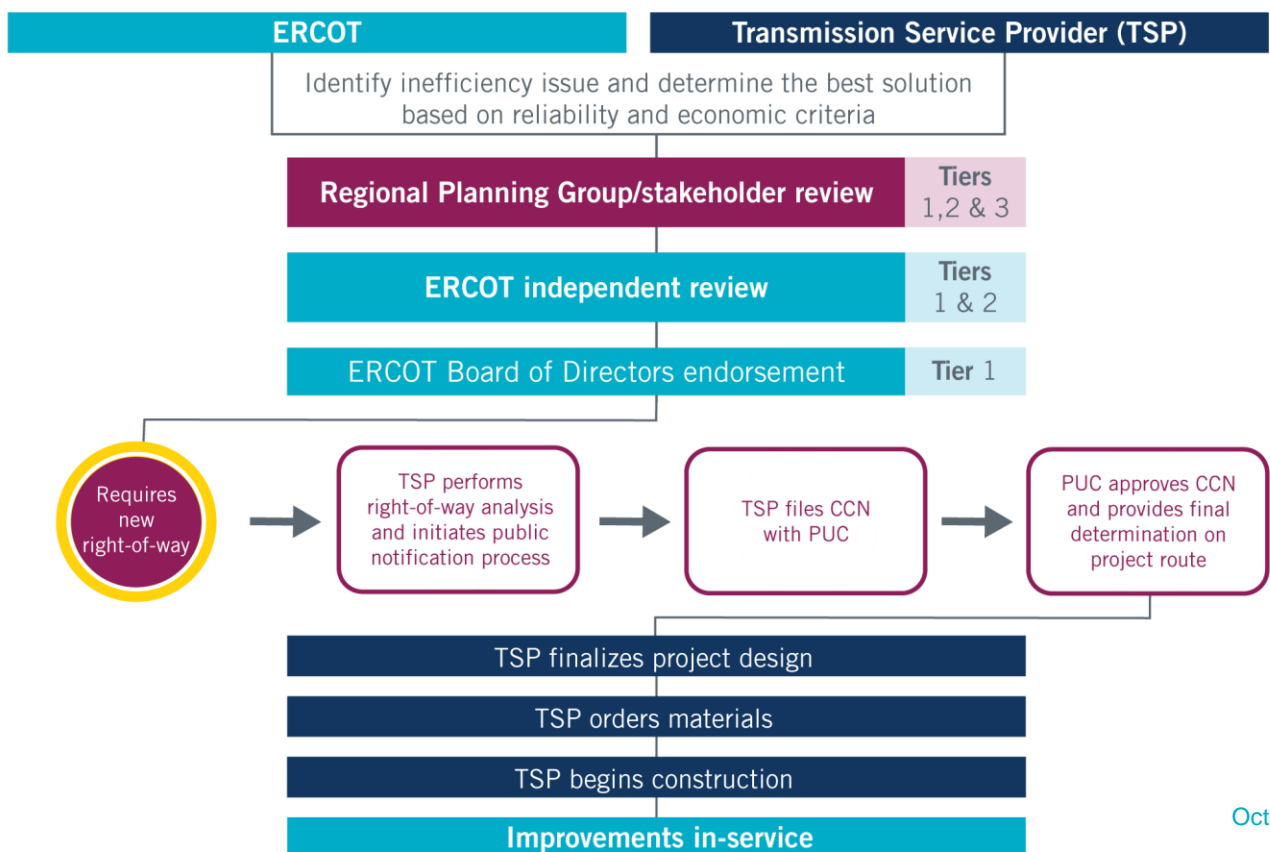 ERCOT
Transmission Service Provider (TSP)
Identify inefficiency issue and determine the best solution
based on reliability and economic criteria
Regional Planning Group/stakeholder review
Tiers
1,2 & 3
ERCOT independent review
Tiers
1 & 2
ERCOT Board of Directors endorsement
Tier 1
Requires
new
right-of-way
TSP performs
right-of-way analysis
and initiates public
notification process
TSP files CCN
with PUC
PUC approves CCN
and provides final
determination on
project route
TSP finalizes project design
TSP orders materials
TSP begins construction
Improvements in-service
Oct